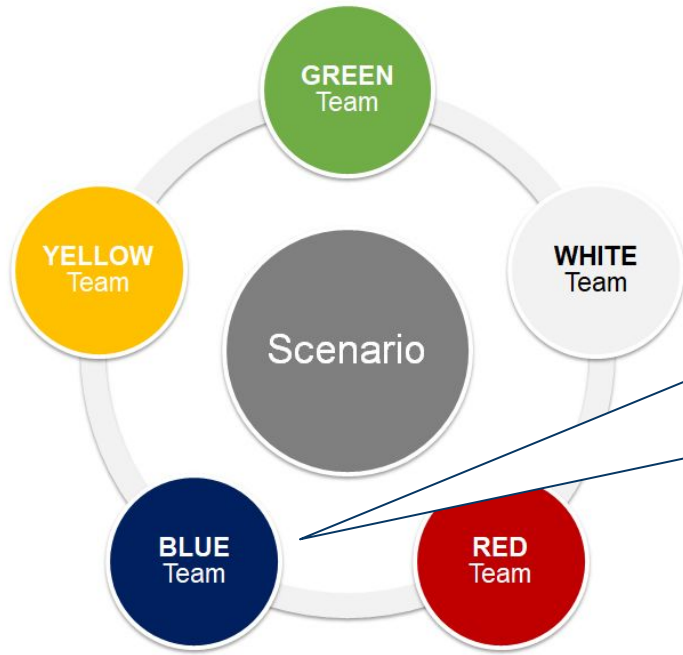 GREEN
Team
YELLOW
Team
WHITE
Team
Scenario
BLUE
Team
RED
Team